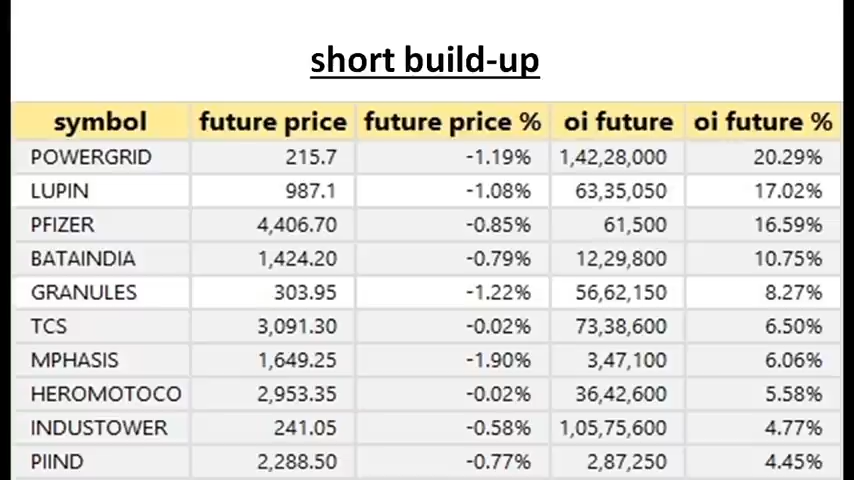 short build-up
symbol future price future price % oi future oi future %
POWERGRID 215.7 -1.19% 1,42,28,000 20.29%
LUPIN 987.1 -1.08% 63,35,050 17.02%
PFIZER 4,406.70 -0.85% 61,500 16.59%
BATAINDIA 1,424.20 -0.79% 12,29,800 10.75%
GRANULES 303.95 -1.22% 56,62,150 8.27%
TCS 3,091.30 -0.02% 73,38,600 6.50%
MPHASIS 1,649.25 -1.90% 3,47,100 6.06%
HEROMOTOCO 2,953.35 -0.02% 36,42,600 5.58%
INDUSTOWER 241.05 -0.58% 1,05,75,600 4.77%
PIIND 2,288.50 -0.77% 2,87,250 4.45%